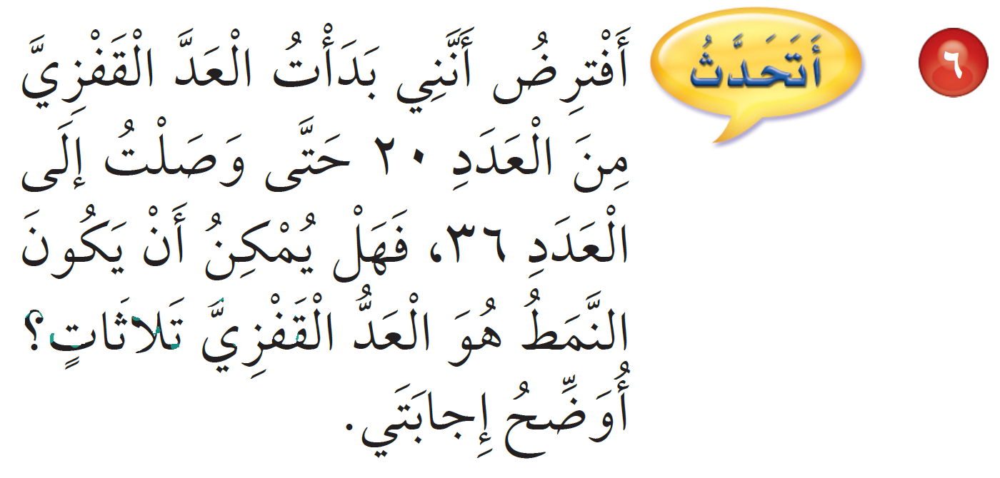 ٦
أَتَحَدَّثُ
أَفْتَرِضُ أَنَّنِي بَدَأْتُ الْعَدَّ الْقَفْزِيَّ
مِنَ الْعَدَدِ ٢٠ حَتَّى وَصَلْتُ إِلَى
الْعَدَدِ ٣٦، فَهَلْ يُمْكِنُ أَنْ يَكُونَ
النَّمَطُ هُوَ الْعَدُّ الْقَفْزِيَّ ثَلاثَاتٍ؟
أُوَضِّحُ إِجابَتَي.